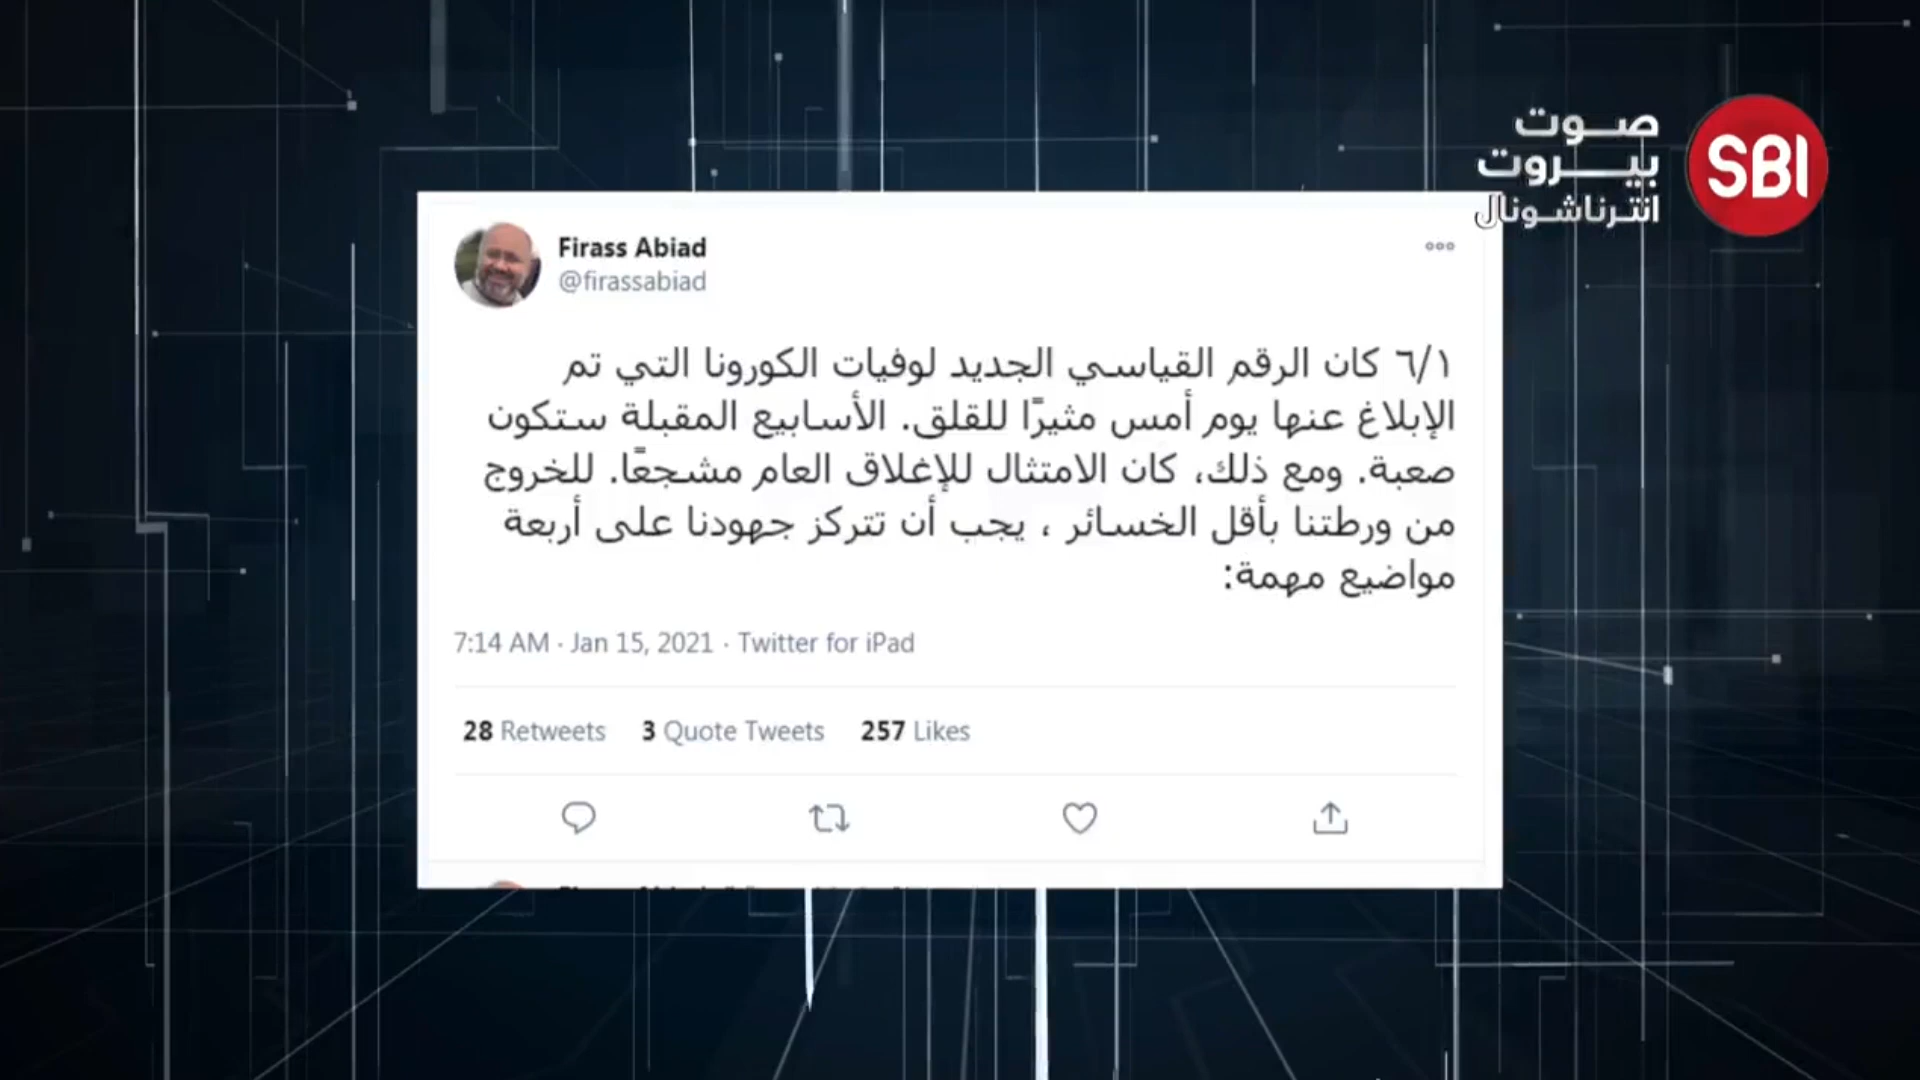 صوت
بيروت
انترناشونال
SBI
Firass Abiad
@firassabiad
٦/١ كان الرقم القياسي الجديد لوفيات الكورونا التي تم
الإبلاغ عنها يوم أمس مثيرًا للقلق. الأسابيع المقبلة ستكون
صعبة. ومع ذلك، كان الامتثال للإغلاق العام مشجعًا. للخروج
من ورطتنا بأقل الخسائر ، يجب أن تتركز جهودنا على أربعة
مواضيع مهمة:
7:14 AM · Jan 15, 2021 · Twitter for iPad
28 Retweets 3 Quote Tweets 257 Likes